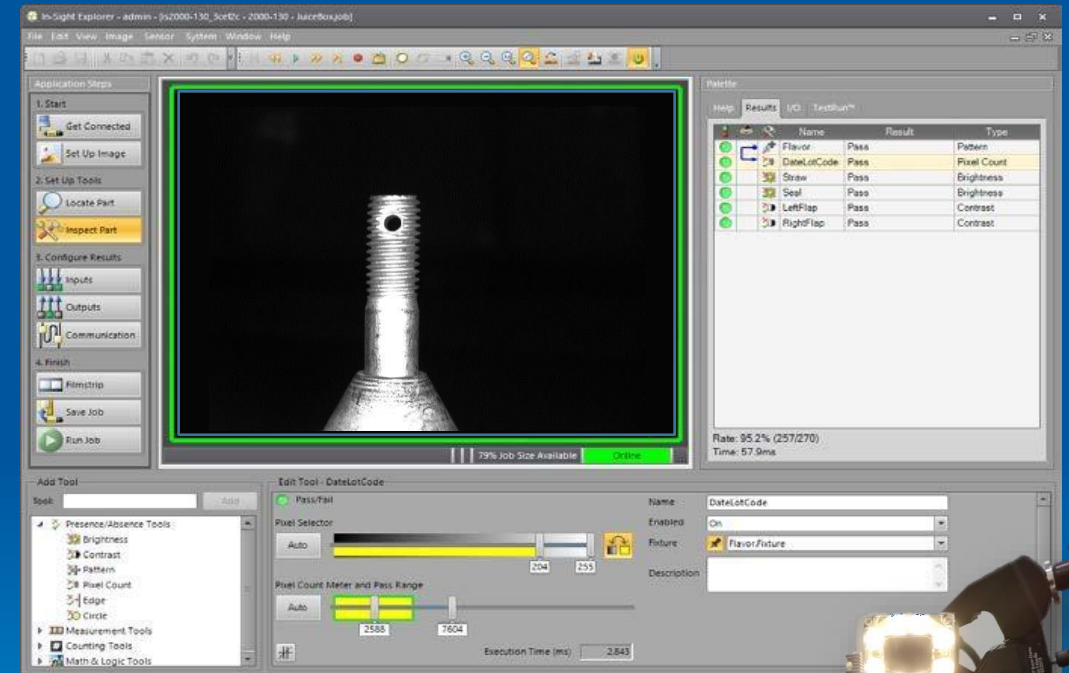 In-Sight Explorer - admin - [is2000-130_3cef2c - 2000-130 - JuiceBox.job]
File Edit View Image Sensor System Window Help
Application Steps
1. Start
Get Connected
Set Up Image
2. Set Up Tools
Locate Part
Inspect Part
3. Configure Results
Inputs
Outputs
Communication
4. Finish
Filmstrip
Save Job
Run Job
79% Job Size Available
Online
Palette
Help Results I/O TestRun™
Name Result Type
Flavor Pass Pattern
DateLotCode Pass Pixel Count
Straw Pass Brightness
Seal Pass Brightness
LeftFlap Pass Contrast
RightFlap Pass Contrast
Rate: 95.2% (257/270)
Time: 57.9ms
Add Tool
Tool: Add
Presence/Absence Tools
Brightness
Contrast
Pattern
Pixel Count
Edge
Circle
Measurement Tools
Counting Tools
Math & Logic Tools
Edit Tool - DateLotCode
Pass/Fail
Pixel Selector
Auto
204 255
Pixel Count Meter and Pass Range
Auto
2588 7604
Execution Time (ms) 2.843
Name DateLotCode
Enabled On
Fixture Flavor.Fixture
Description